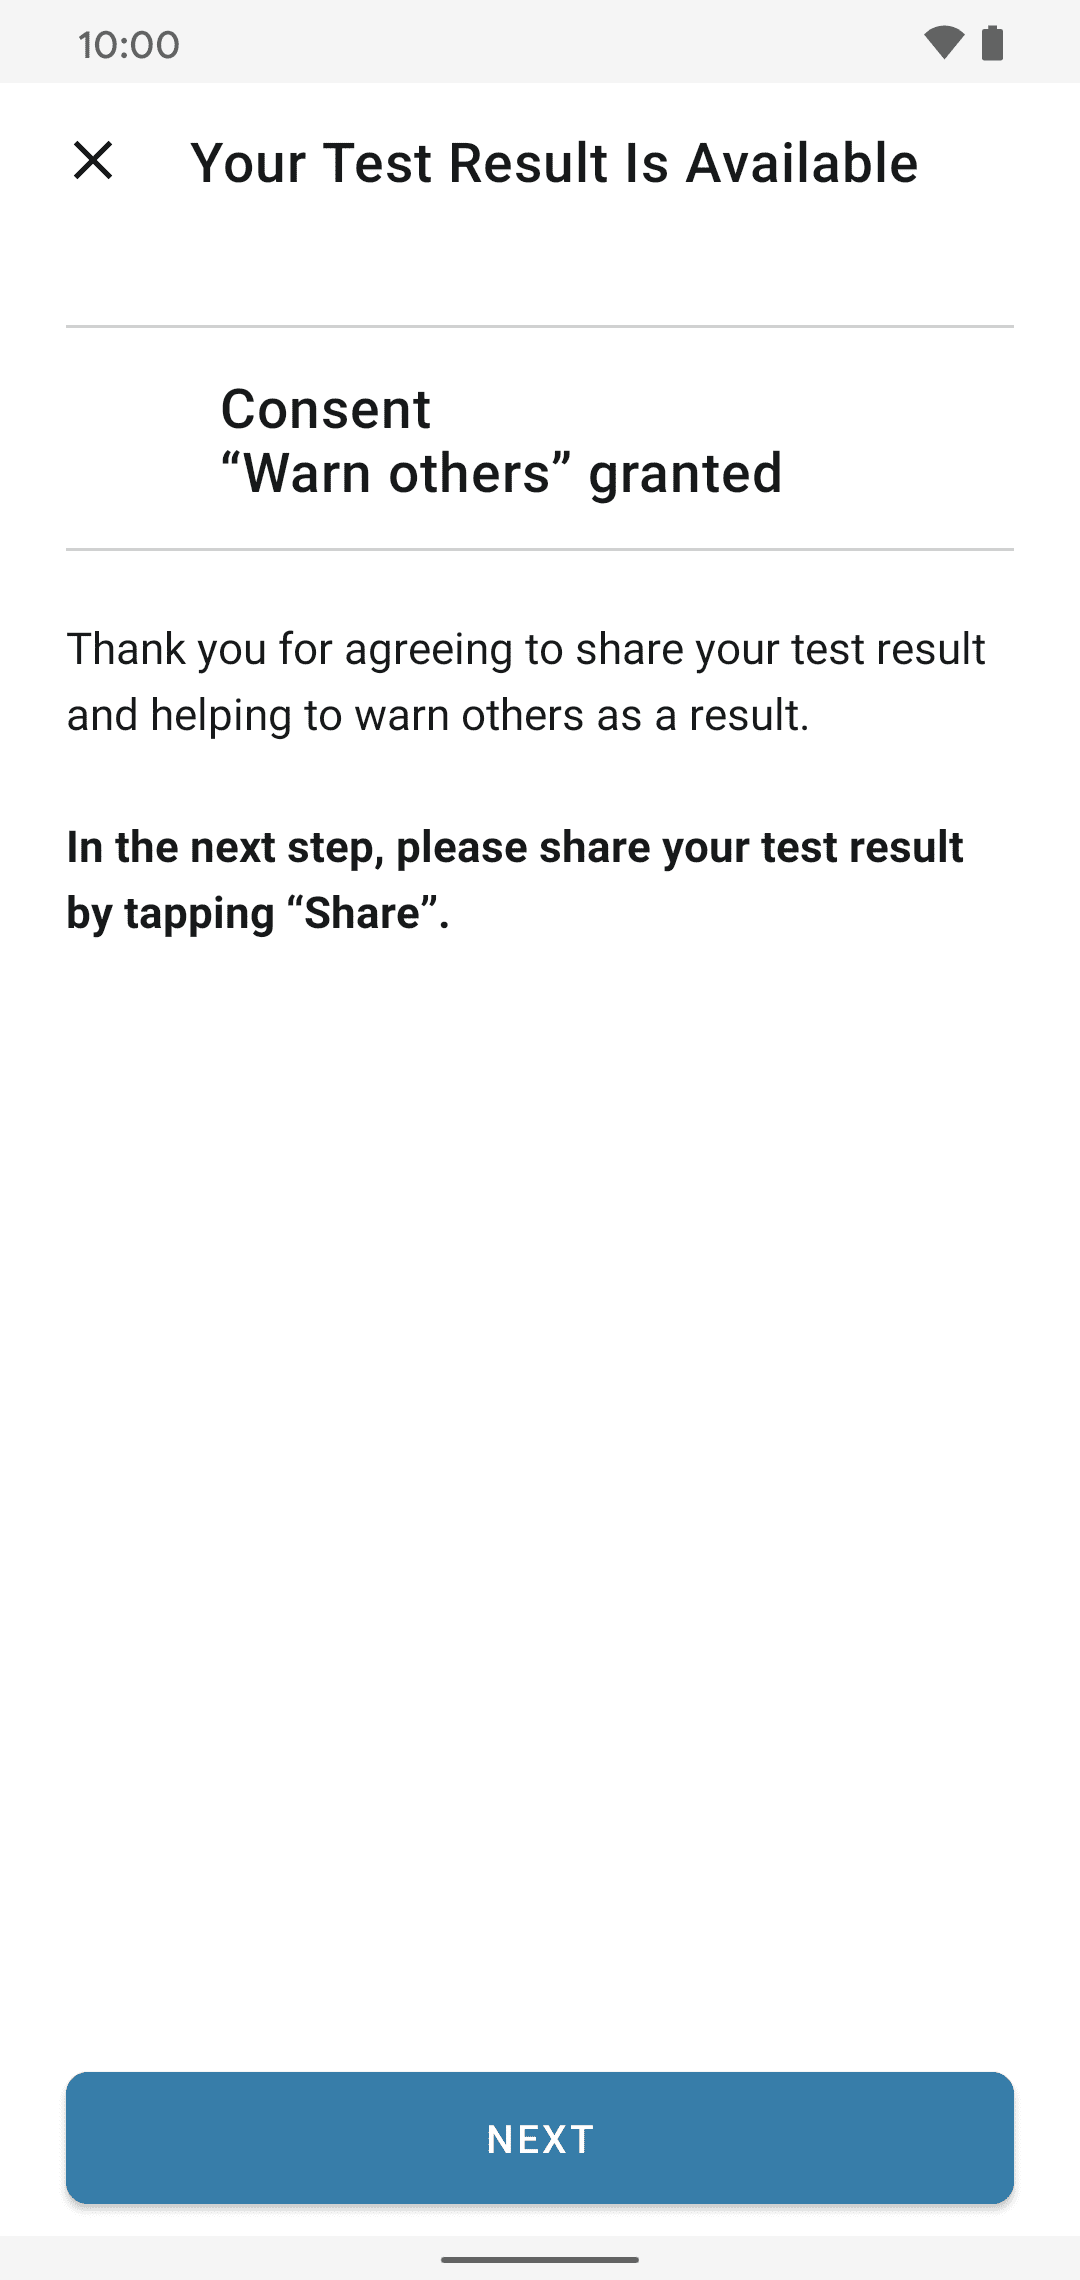 10:00
Your Test Result Is Available
Consent
“Warn others” granted
Thank you for agreeing to share your test result
and helping to warn others as a result.
In the next step, please share your test result
by tapping “Share”.
NEXT